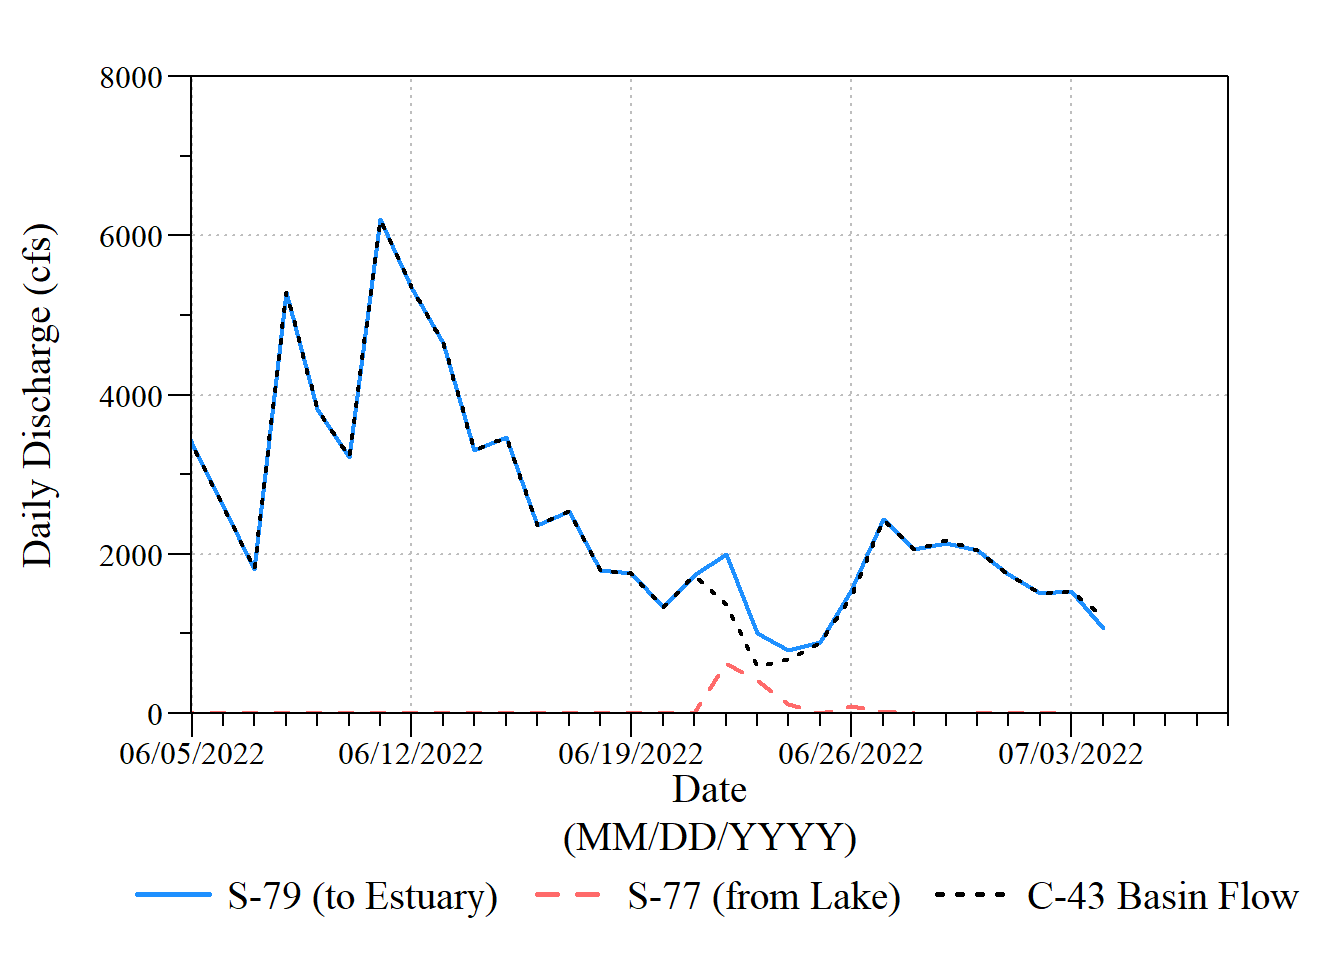 8000
6000
4000
2000
0
Daily Discharge (cfs)
06/05/2022 06/12/2022 06/19/2022 06/26/2022 07/03/2022
Date
(MM/DD/YYYY)
S-79 (to Estuary) S-77 (from Lake) C-43 Basin Flow